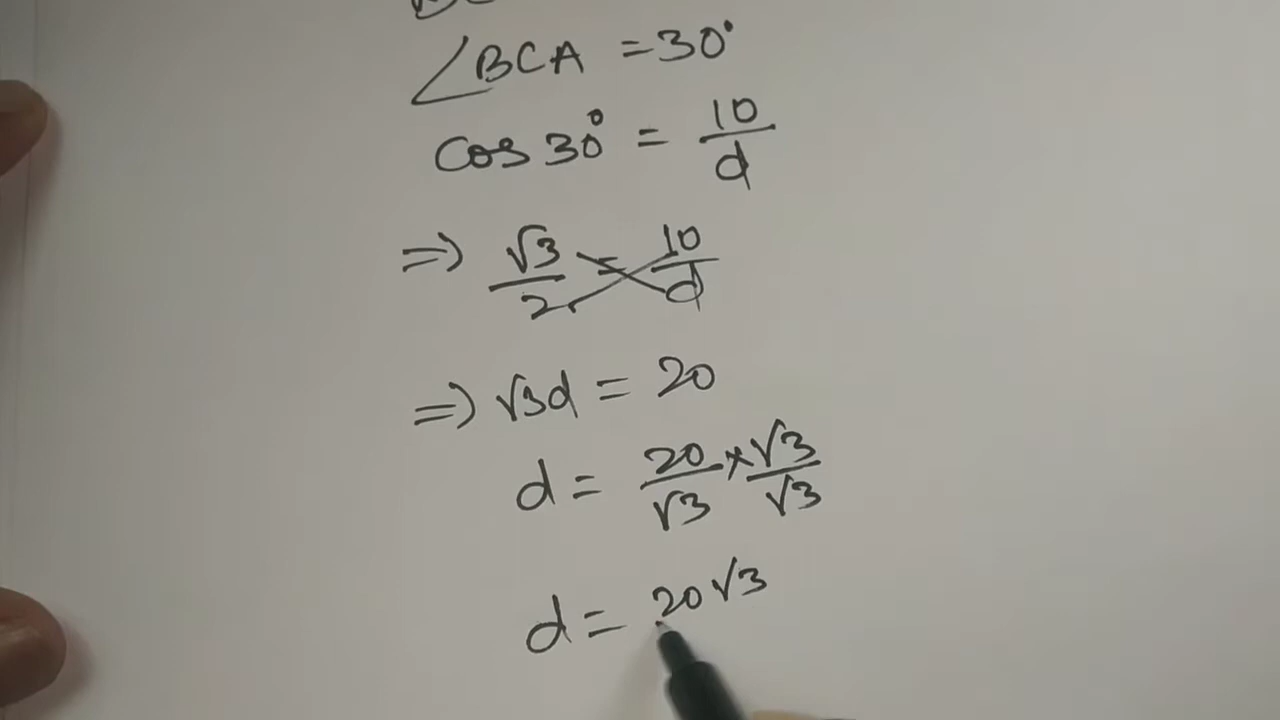 ∠BCA = 30°
cos 30° = 10/d
⇒ √3/2 = 10/d
⇒ √3d = 20
d = 20/√3 × √3/√3
d = 20√3